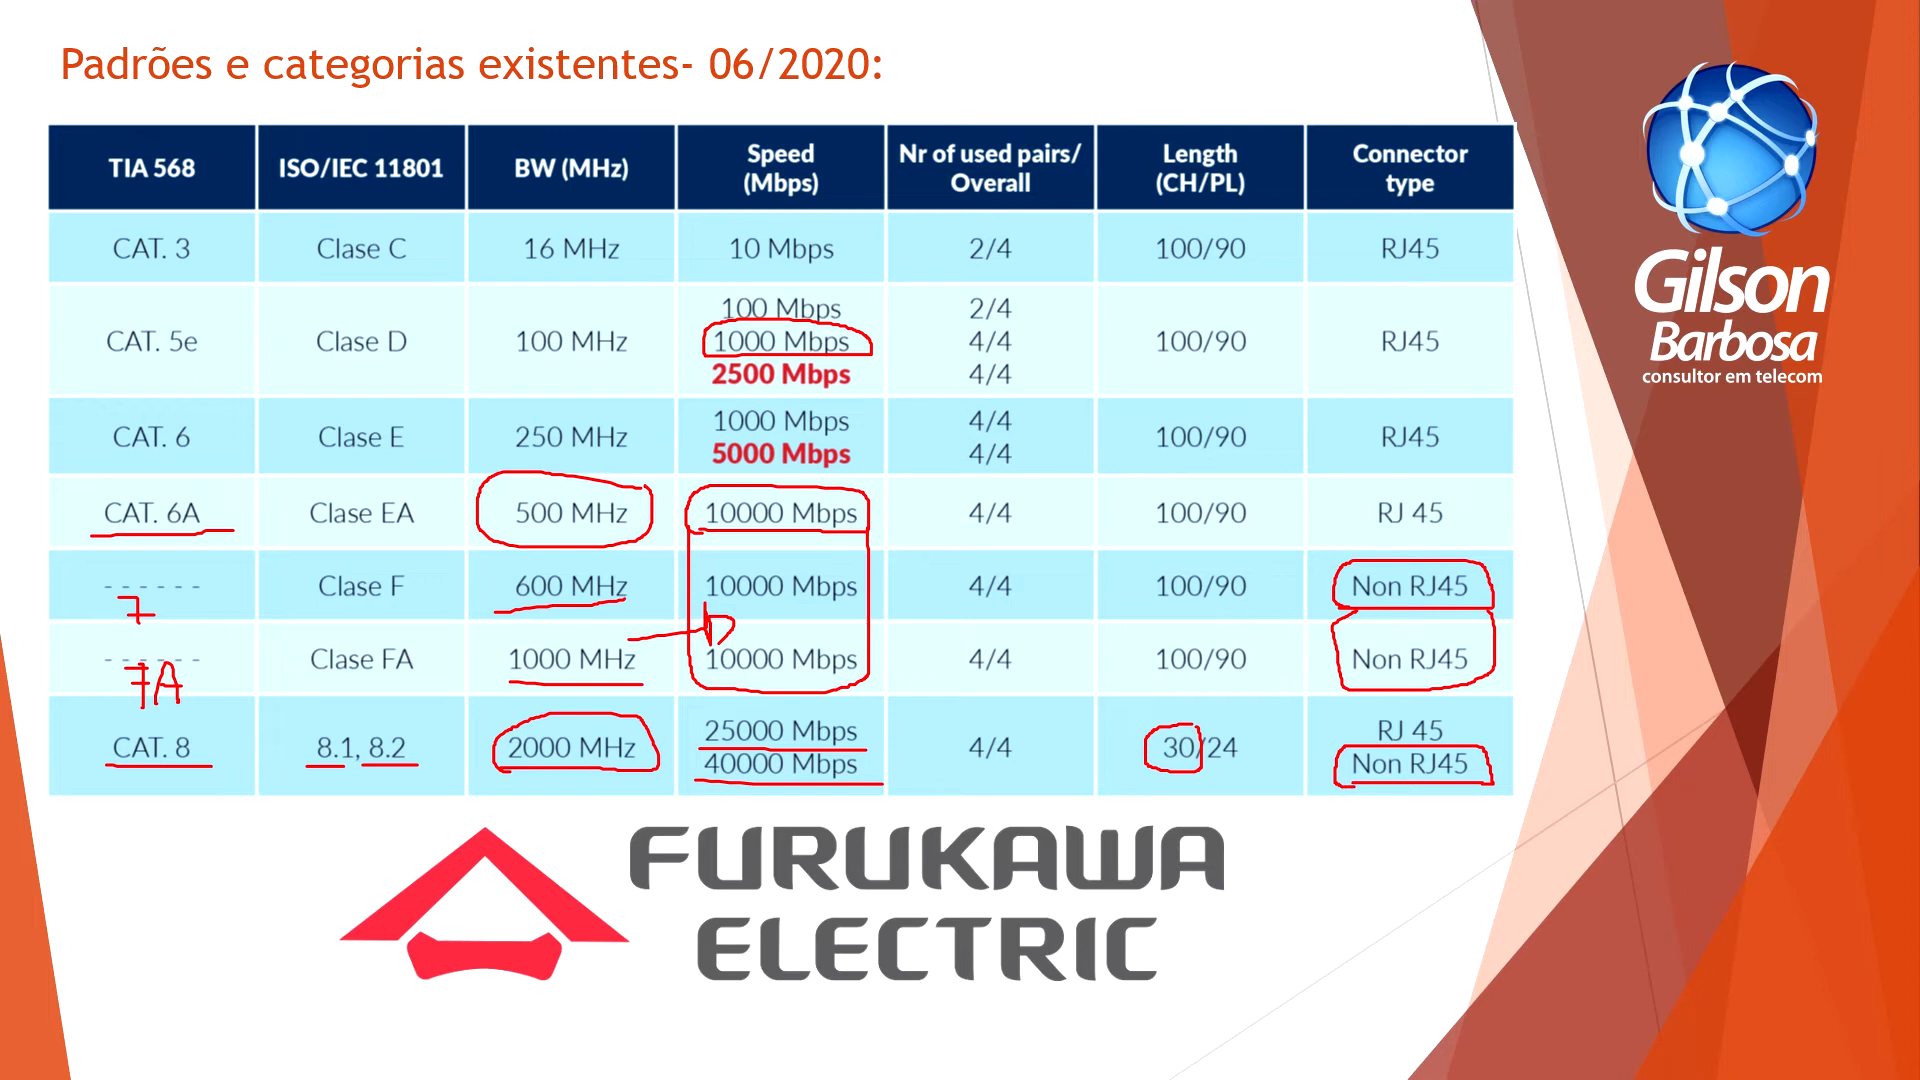 Padrões e categorias existentes- 06/2020:
TIA 568 ISO/IEC 11801 BW (MHz) Speed (Mbps) Nr of used pairs/ Overall Length (CH/PL) Connector type
CAT. 3 Clase C 16 MHz 10 Mbps 2/4 100/90 RJ45
100 Mbps 2/4
CAT. 5e Clase D 100 MHz 1000 Mbps 4/4 100/90 RJ45
2500 Mbps 4/4
1000 Mbps 4/4
CAT. 6 Clase E 250 MHz 100/90 RJ45
5000 Mbps 4/4
CAT. 6A Clase EA 500 MHz 10000 Mbps 4/4 100/90 RJ 45
------ Clase F 600 MHz 10000 Mbps 4/4 100/90 Non RJ45
7
------ Clase FA 1000 MHz 10000 Mbps 4/4 100/90 Non RJ45
7A
25000 Mbps RJ 45
CAT. 8 8.1, 8.2 2000 MHz 4/4 30/24
40000 Mbps Non RJ45
Gilson
Barbosa
consultor em telecom
FURUKAWA
ELECTRIC